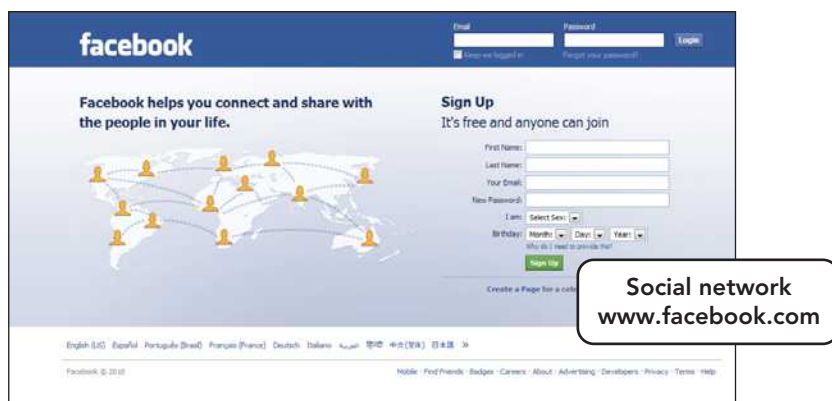 facebook
Email
Password
Login
Keep me logged in
Forgot your password?
Facebook helps you connect and share with
the people in your life.
Sign Up
It's free and anyone can join
First Name:
Last Name:
Your Email:
New Password:
I am: Select Sex:
Birthday: Month: Day: Year:
Why do I need to provide this?
Sign Up
Create a Page for a
Social network
www.facebook.com
English (US) Español Português (Brasil) Français (France) Deutsch Italiano العربية हिन्दी 中文(简体) 日本語 »
Facebook © 2010
Mobile · Find Friends · Badges · Careers · About · Advertising · Developers · Privacy · Terms · Help